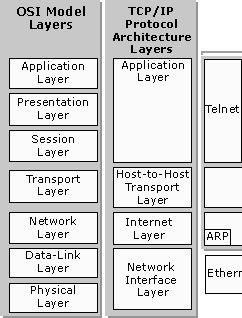 OSI Model
Layers
Application
Layer
Presentation
Layer
Session
Layer
Transport
Layer
Network
Layer
Data-Link
Layer
Physical
Layer
TCP/IP
Protocol
Architecture
Layers
Application
Layer
Host-to-Host
Transport
Layer
Internet
Layer
Network
Interface
Layer
Telnet
ARP
Ethern